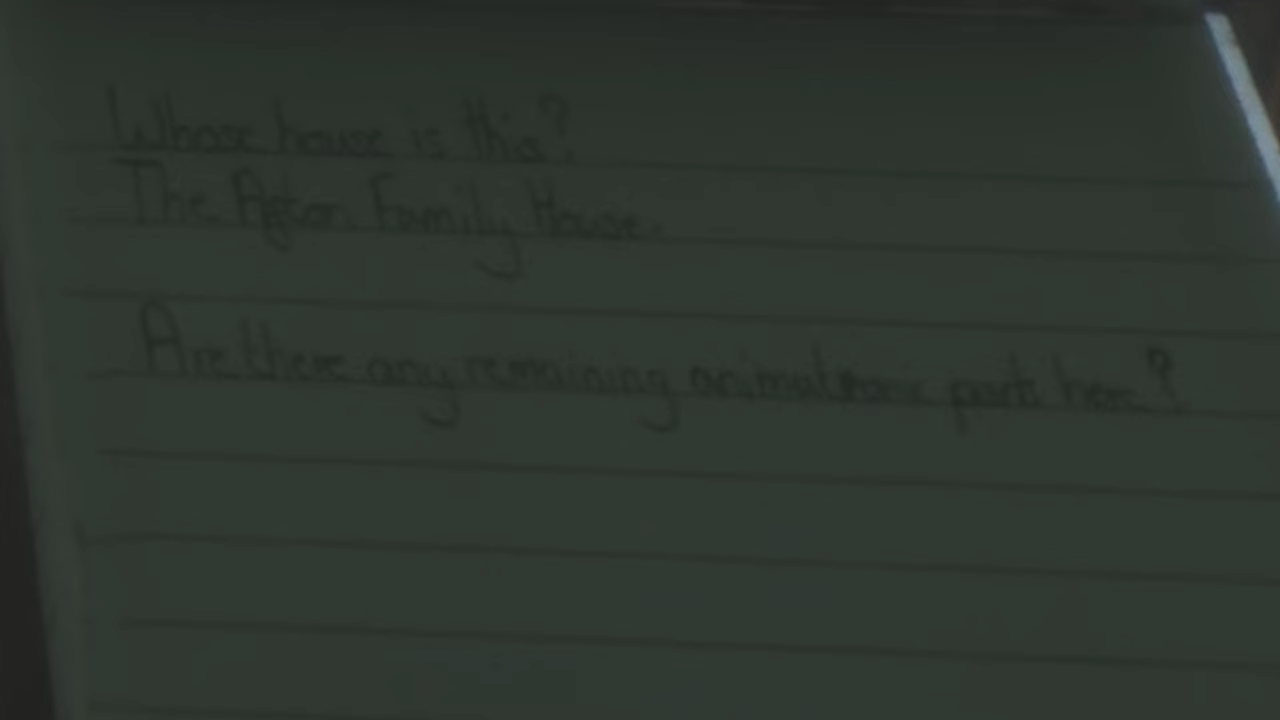 Whose house is this?
The Afton Family House.
Are there any remaining animatronic parts here?